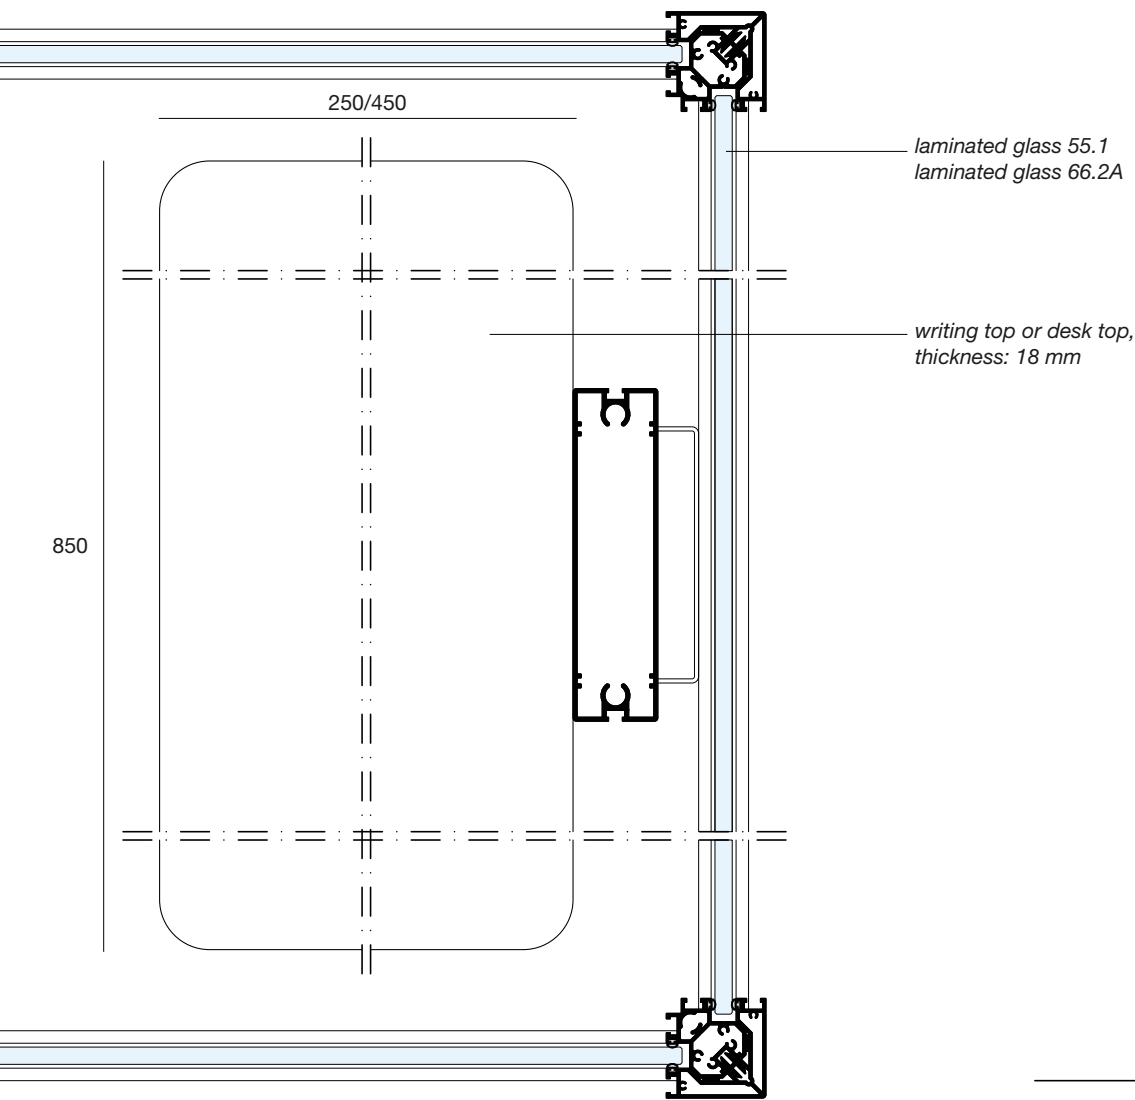 250/450
laminated glass 55.1
laminated glass 66.2A
writing top or desk top,
thickness: 18 mm
850